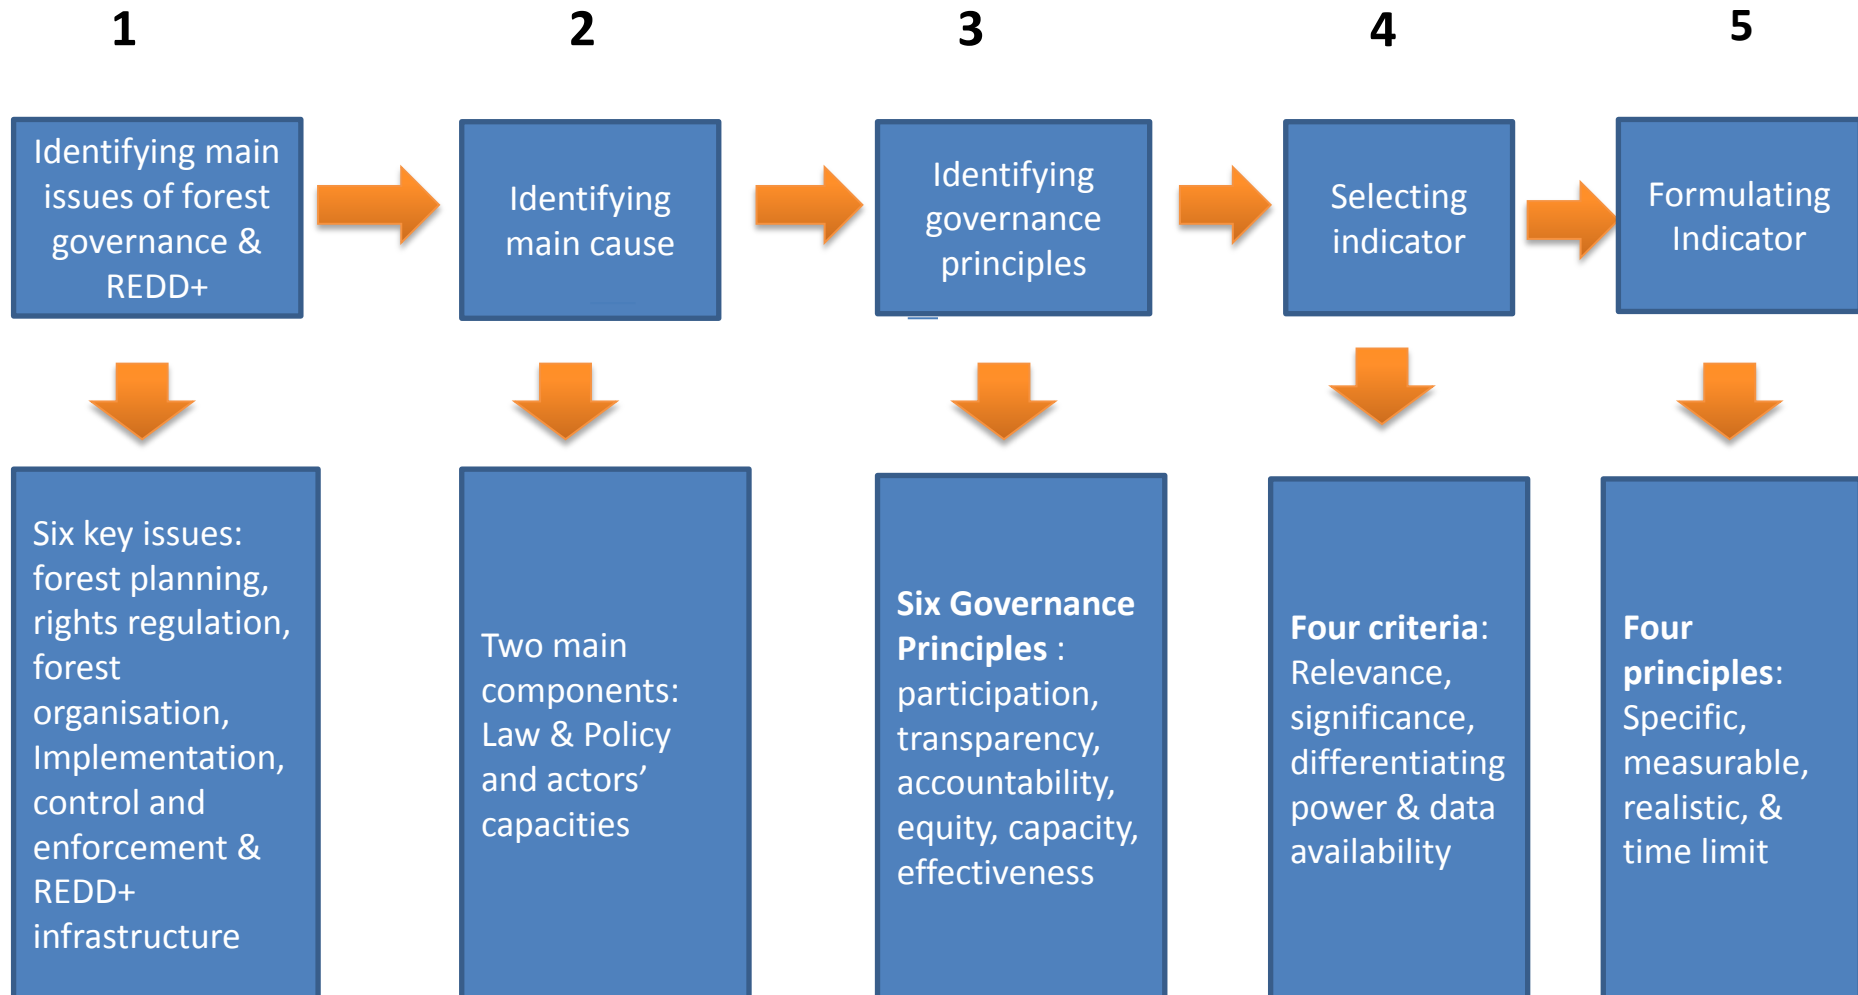 1
2
3
4
5
Identifying main
issues of forest
governance &
REDD+
Identifying
main cause
Identifying
governance
principles
Selecting
indicator
Formulating
Indicator
Six key issues:
forest planning,
rights regulation,
forest
organisation,
Implementation,
control and
enforcement &
REDD+
infrastructure
Two main
components:
Law & Policy
and actors’
capacities
Six Governance
Principles :
participation,
transparency,
accountability,
equity, capacity,
effectiveness
Four criteria:
Relevance,
significance,
differentiating
power & data
availability
Four
principles:
Specific,
measurable,
realistic, &
time limit